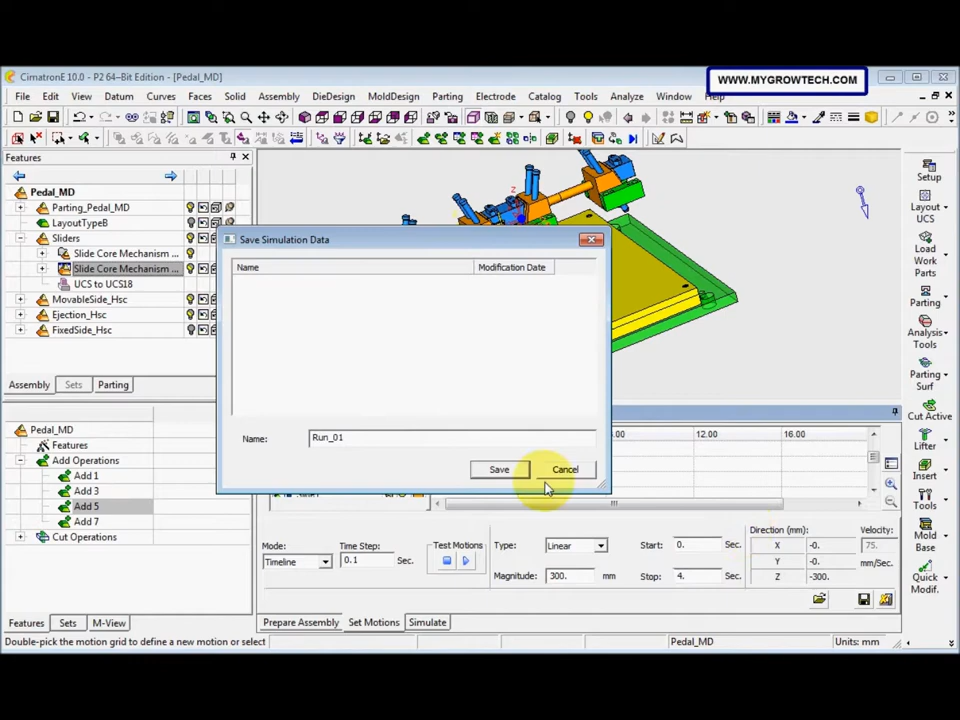 CimatronE 10.0 - P2 64-Bit Edition - [Pedal_MD]
WWW.MYGROWTECH.COM
File Edit View Datum Curves Faces Solid Assembly DieDesign MoldDesign Parting Electrode Catalog Tools Analyze Window Help
Features
Pedal_MD
Parting_Pedal_MD
LayoutTypeB
Sliders
Slide Core Mechanism ...
Slide Core Mechanism ...
UCS to UCS18
MovableSide_Hsc
Ejection_Hsc
FixedSide_Hsc
Assembly Sets Parting
Pedal_MD
Features
Add Operations
Add 1
Add 3
Add 5
Add 7
Cut Operations
Features Sets M-View
Z
Save Simulation Data
Name Modification Date
Name: Run_01
Save Cancel
8.00 12.00 16.00
Mode:
Timeline
Time Step:
0.1 Sec.
Test Motions
Type: Linear
Magnitude: 300. mm
Start: 0. Sec.
Stop: 4. Sec.
Direction (mm):
X -0.
Y -0.
Z -300.
Velocity:
75.
mm/Sec.
Prepare Assembly Set Motions Simulate
Setup
Layout
UCS
Load
Work
Parts
Parting
Analysis
Tools
Parting
Surf
Cut Active
Lifter
Insert
Tools
Mold
Base
Quick
Modif.
Double-pick the motion grid to define a new motion or select
Pedal_MD
Units: mm